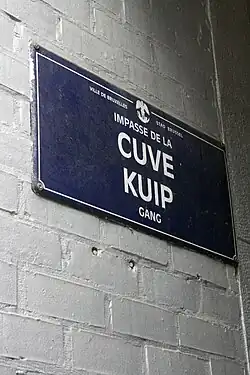 VILLE DE BRUXELLES STAD BRUSSEL
IMPASSE DE LA
CUVE
KUIP
GANG